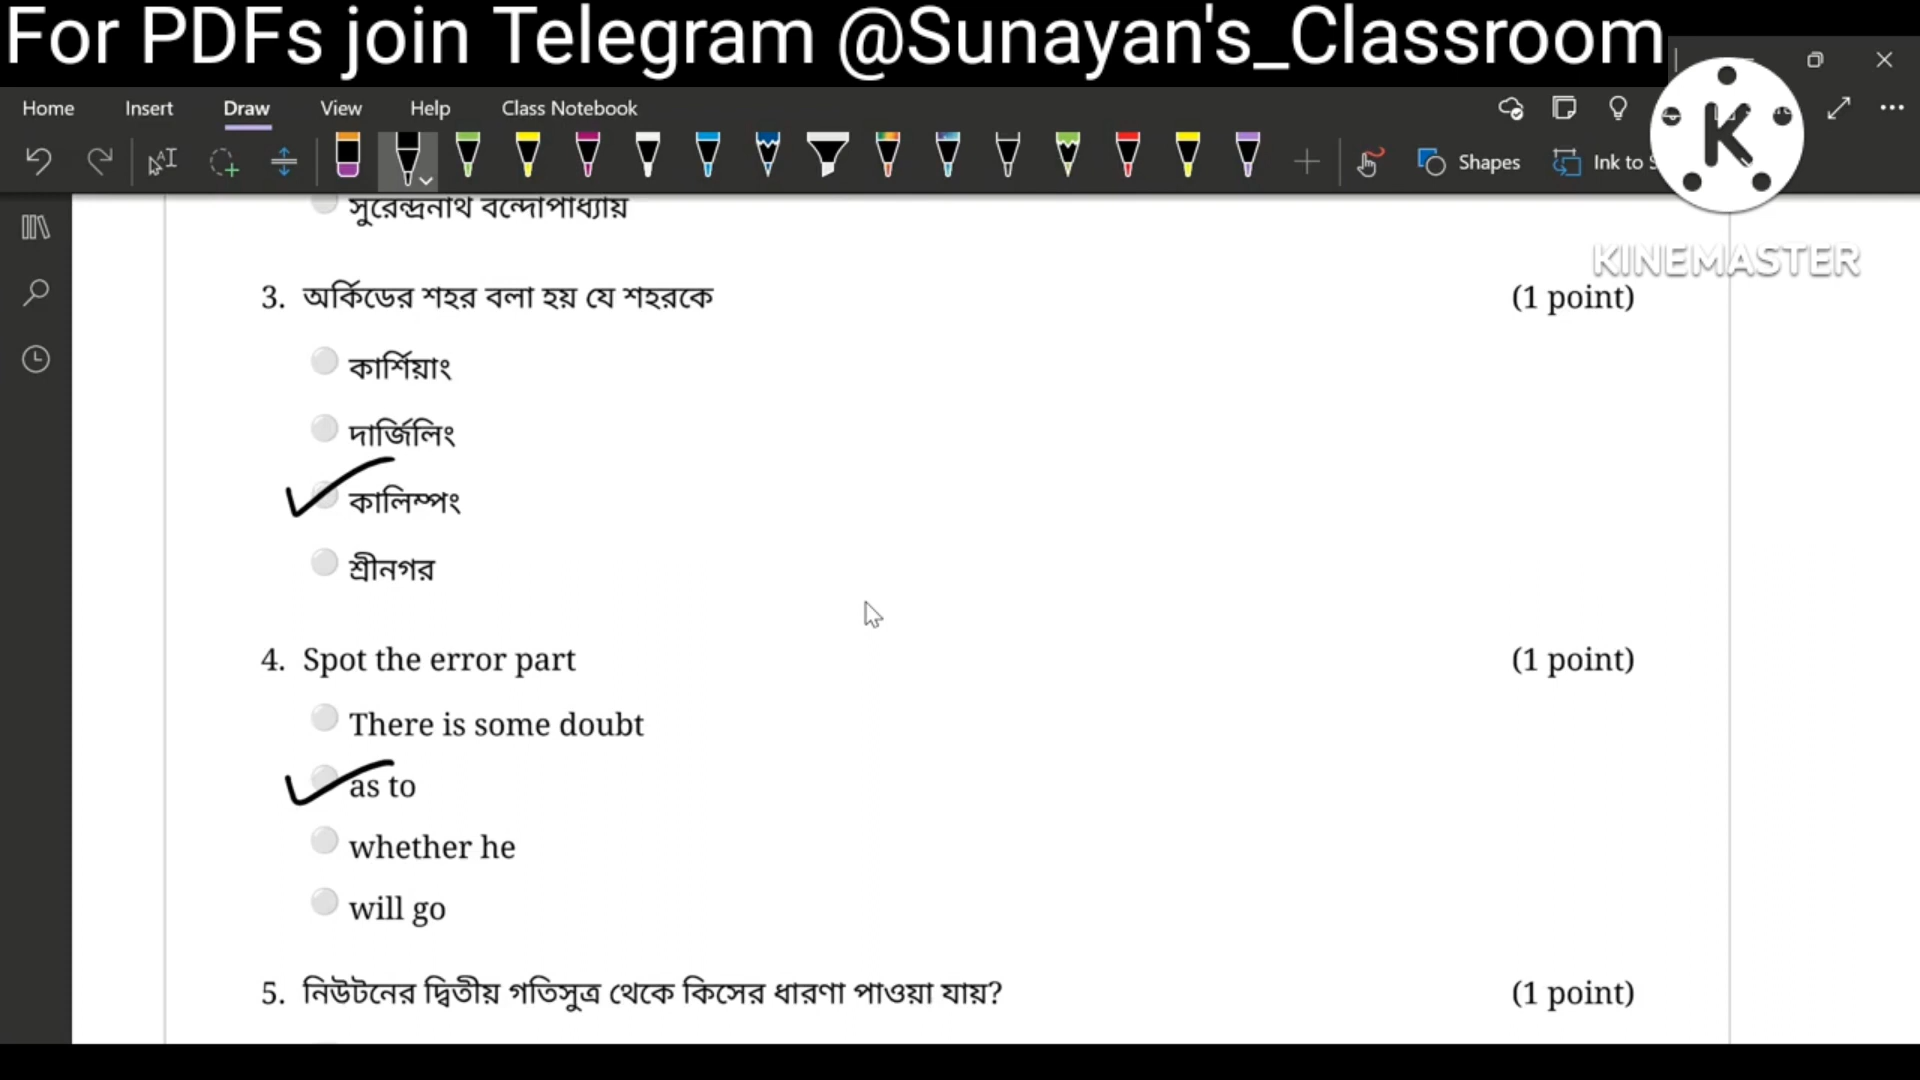 For PDFs join Telegram @Sunayan's_Classroom
Home Insert Draw View Help Class Notebook
Shapes Ink to S
K
KINEMASTER
সুরেন্দ্রনাথ বন্দোপাধ্যায়
3. অর্কিডের শহর বলা হয় যে শহরকে (1 point)
কার্শিয়াং
দার্জিলিং
কালিম্পং
শ্রীনগর
4. Spot the error part (1 point)
There is some doubt
as to
whether he
will go
5. নিউটনের দ্বিতীয় গতিসুত্র থেকে কিসের ধারণা পাওয়া যায়? (1 point)